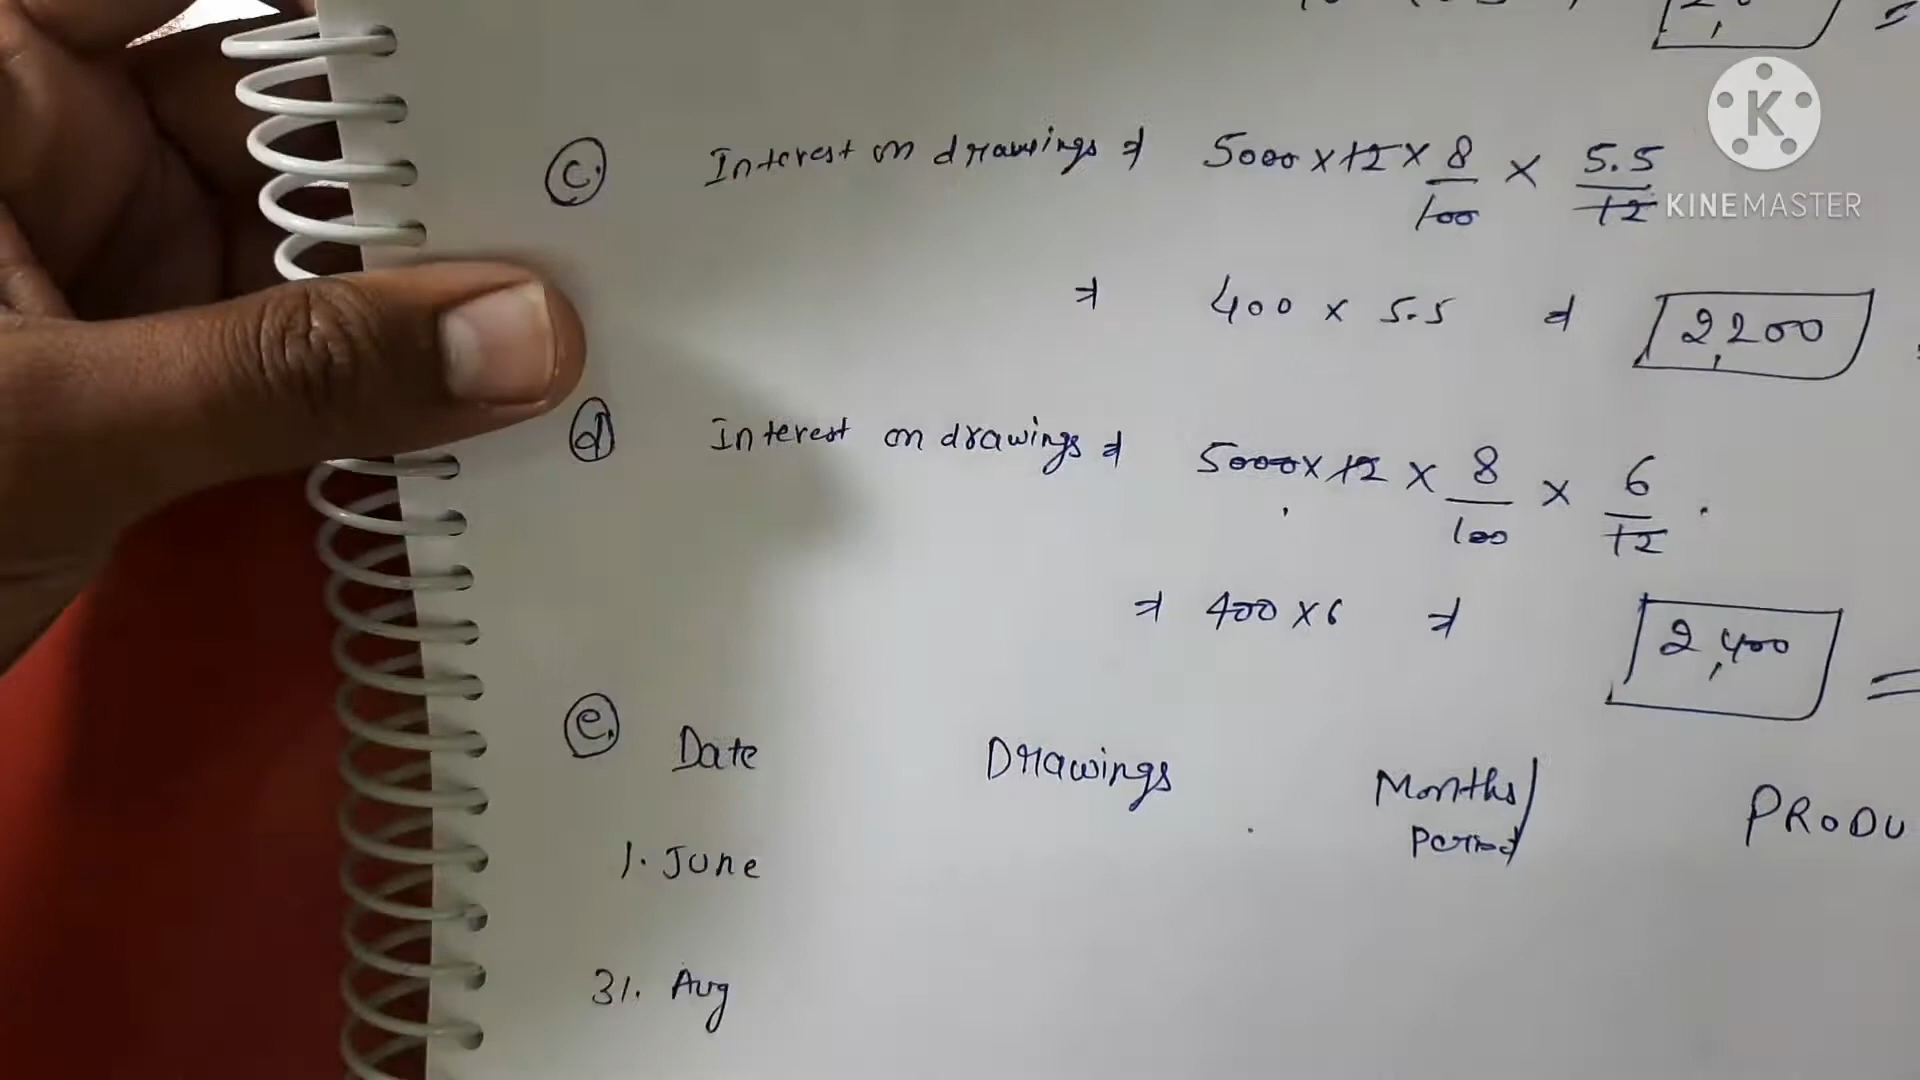 K
KINEMASTER
c. Interest on drawings ⇒ 5000 × 12 × 8/100 × 5.5/12
⇒ 400 × 5.5 ⇒ 2,200
d Interest on drawings ⇒ 5000 × 12 × 8/100 × 6/12
⇒ 400 × 6 ⇒ 2,400 =
e. Date Drawings Months/ PRODU
Period
1. June
31. Aug